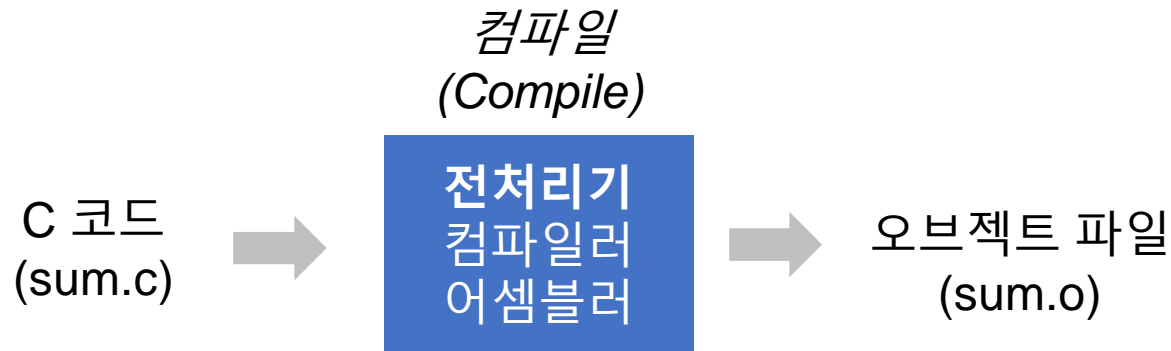 컴파일
(Compile)
C 코드
(sum.c)
전처리기
컴파일러
어셈블러
오브젝트 파일
(sum.o)